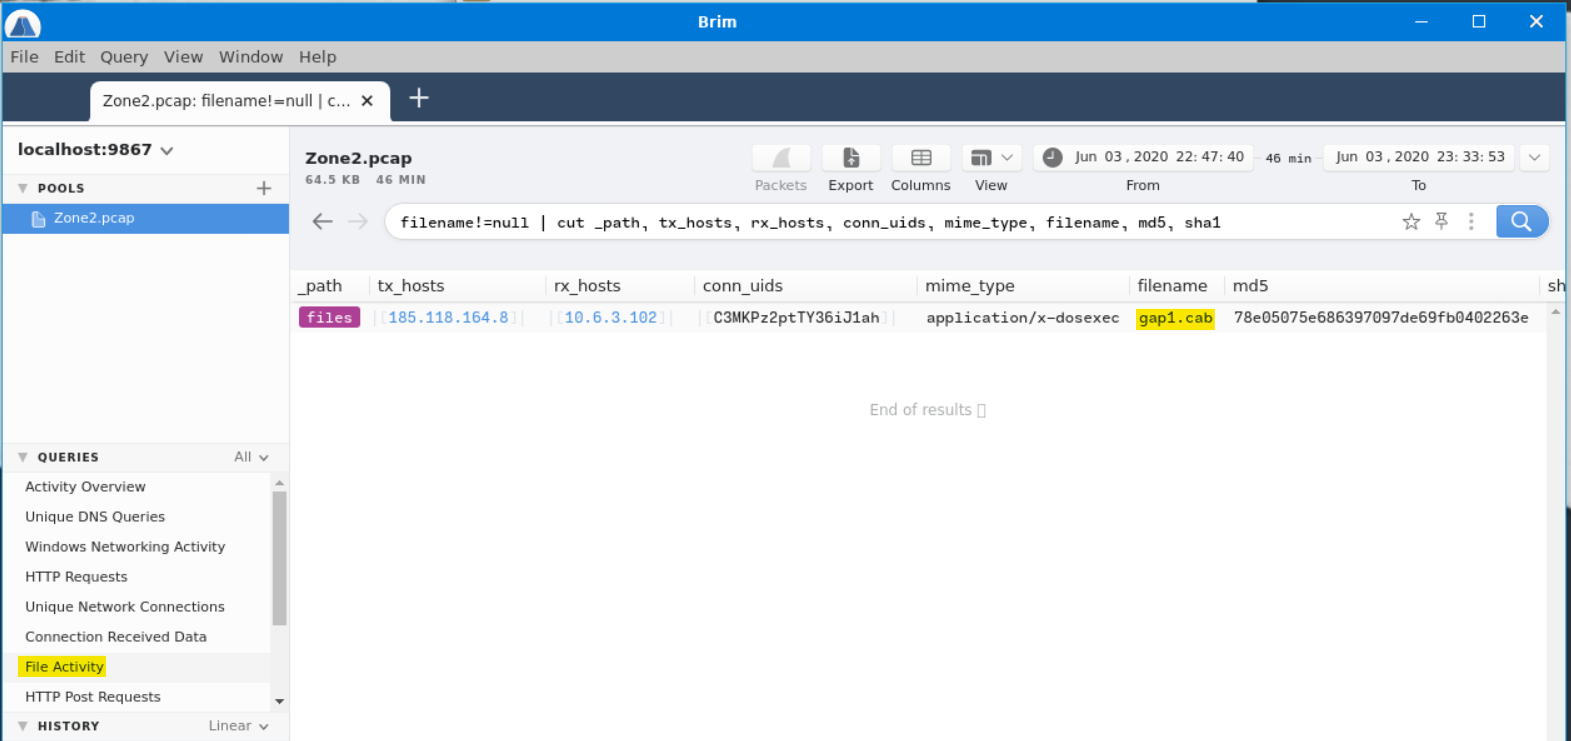 Brim
File Edit Query View Window Help
Zone2.pcap: filename!=null | c...
localhost:9867
POOLS
Zone2.pcap
QUERIES All
Activity Overview
Unique DNS Queries
Windows Networking Activity
HTTP Requests
Unique Network Connections
Connection Received Data
File Activity
HTTP Post Requests
HISTORY Linear
Zone2.pcap
64.5 KB 46 MIN
Packets Export Columns View
Jun 03, 2020 22:47:40 46 min Jun 03, 2020 23:33:53
From To
filename!=null | cut _path, tx_hosts, rx_hosts, conn_uids, mime_type, filename, md5, sha1
_path tx_hosts rx_hosts conn_uids mime_type filename md5 sh
files |[185.118.164.8]| |[10.6.3.102]| |[C3MKPz2ptTY36iJ1ah]| application/x-dosexec gap1.cab 78e05075e686397097de69fb0402263e
End of results